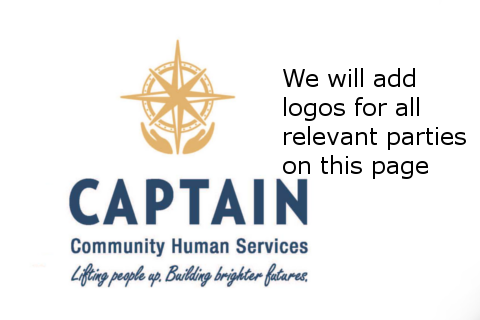 We will add
logos for all
relevant parties
on this page
CAPTAIN
Community Human Services
Lifting people up. Building brighter futures.